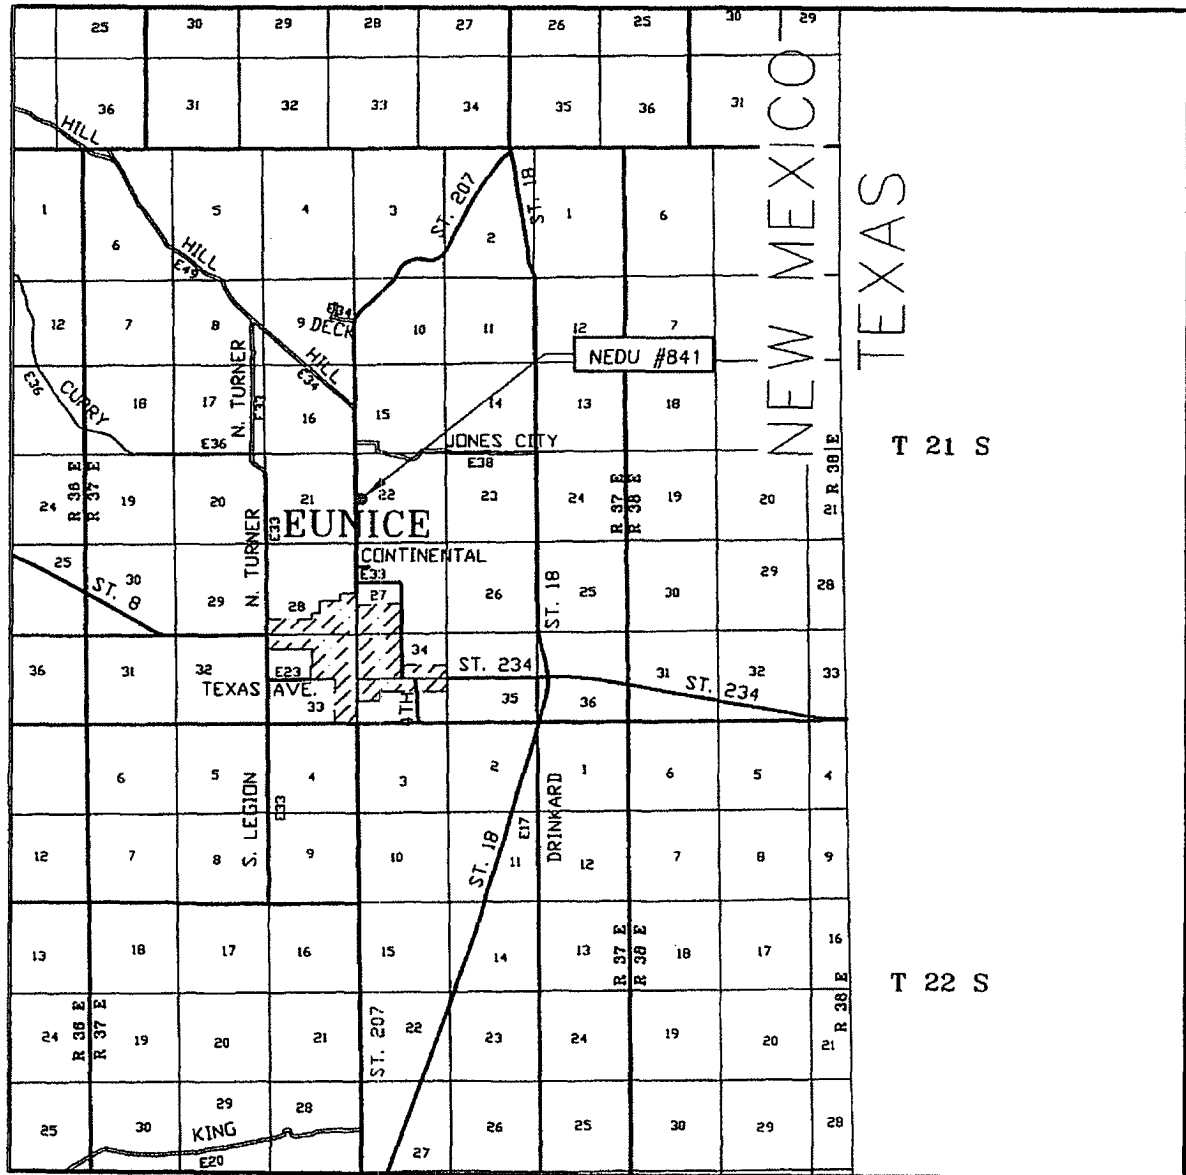 25 30 29 28 27 26 25 30 29
36 31 32 33 34 35 36 31
HILL
NEW MEXICO
TEXAS
ST. 207
ST. 18
1 5 4 3 1 6
6 2
HILL
E49
E34
12 7 8 9 DECK 10 11 12 7
NEDU #841
HILL
E34
N. TURNER
E37
E36
CURRY
18 17 16 15 14 13 18
E36
JONES CITY
E38
T 21 S
R 36 E
R 37 E
R 37 E
R 38 E
R 38 E
24 19 20 21 22 23 24 19 20 21
EUNICE
N. TURNER
E33
CONTINENTAL
E33
25 30 29 28 27 26 25 30 29 28
ST. 8
ST. 18
36 31 32 34 31 32 33
E23
ST. 234
ST. 234
TEXAS AVE.
33 4TH 35 36
6 5 4 3 2 1 6 5 4
S. LEGION
E33
DRINKARD
E17
ST. 18
12 7 8 9 10 11 12 7 8 9
13 18 17 16 15 14 13 18 17 16
R 37 E
R 38 E
T 22 S
R 36 E
R 37 E
R 38 E
24 19 20 21 22 23 24 19 20 21
ST. 207
25 30 29 28 27 26 25 30 29 28
KING
E20